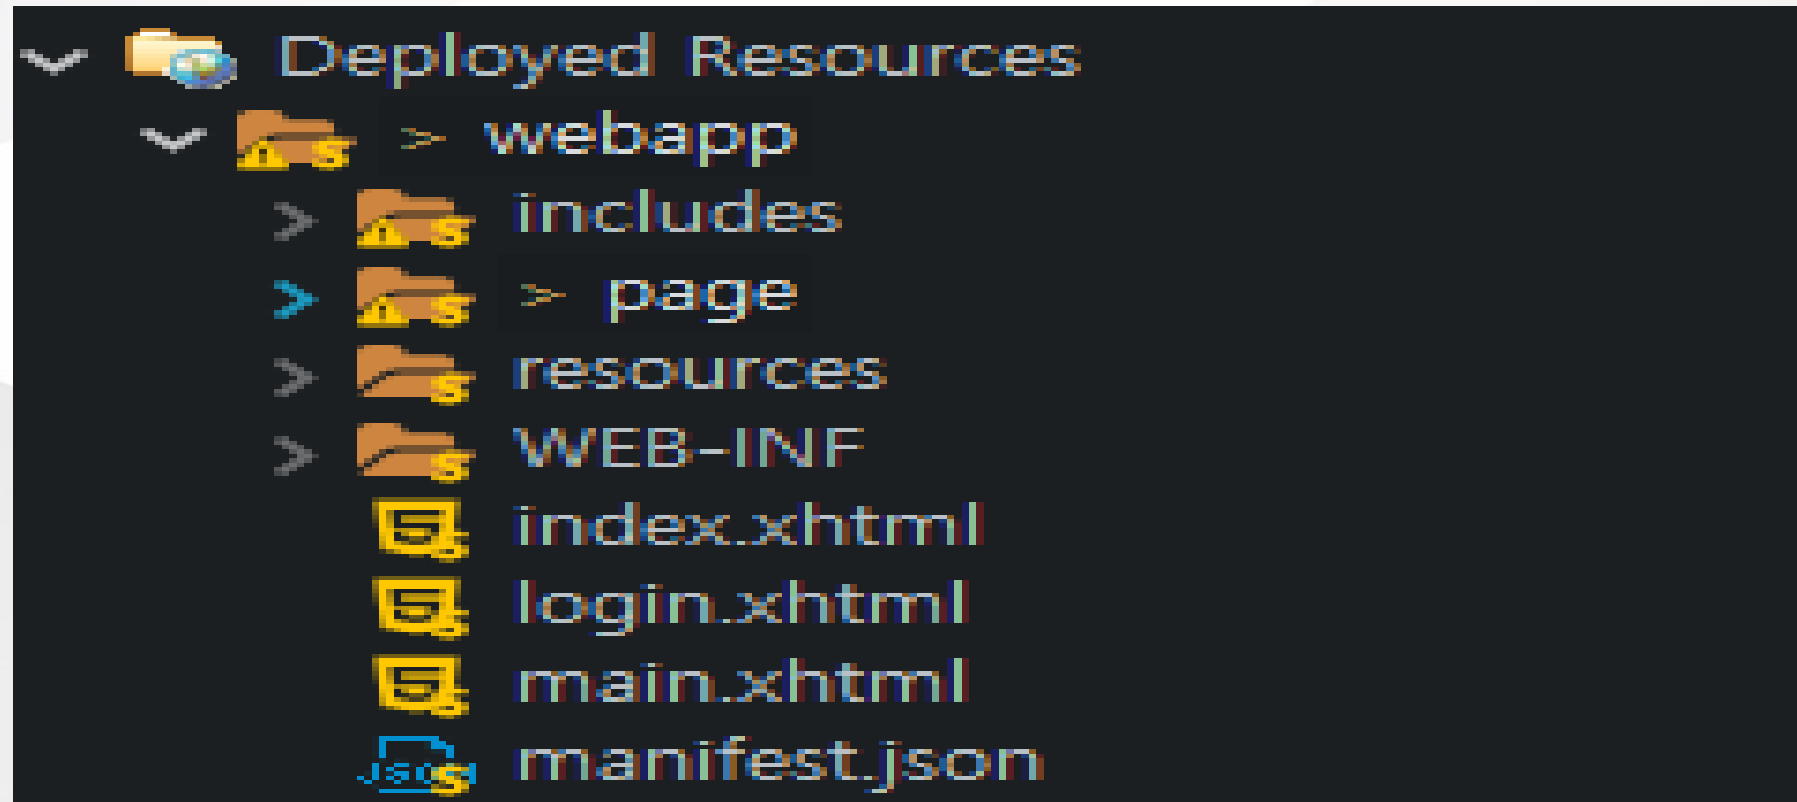 Deployed Resources
> webapp
includes
> page
resources
WEB-INF
index.xhtml
login.xhtml
main.xhtml
manifest.json